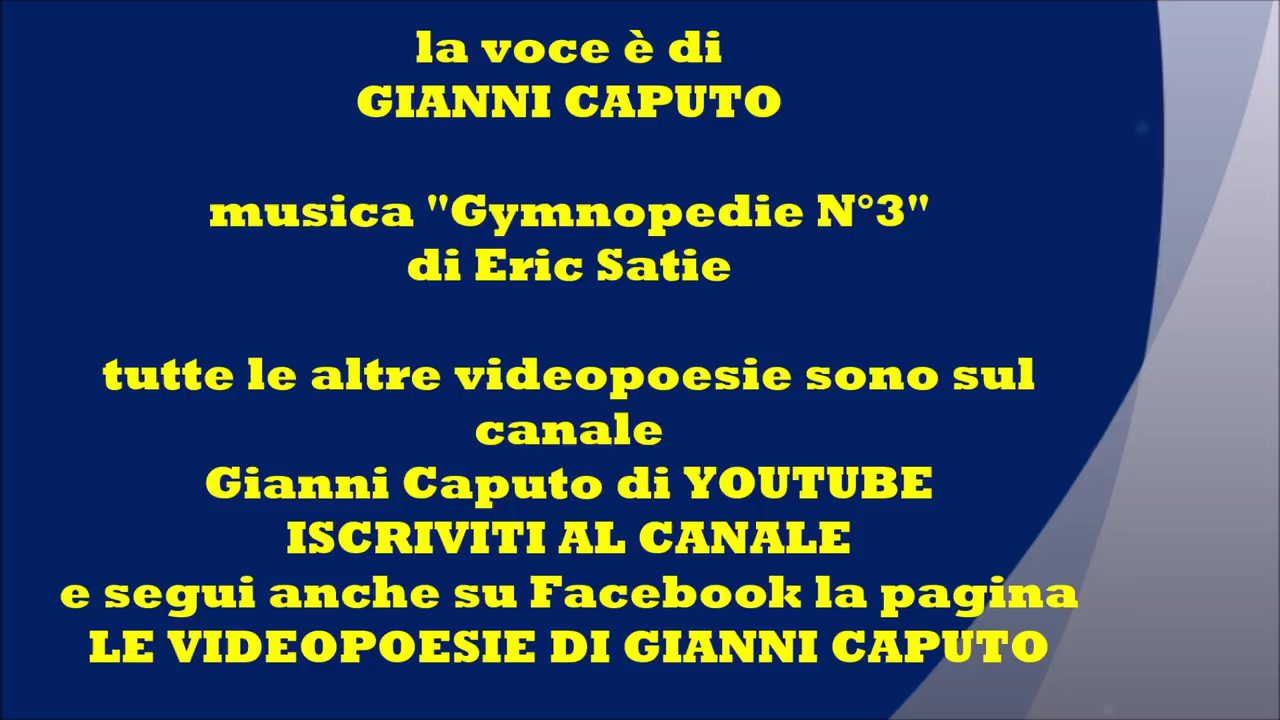 la voce è di
GIANNI CAPUTO
musica "Gymnopedie N°3"
di Eric Satie
tutte le altre videopoesie sono sul
canale
Gianni Caputo di YOUTUBE
ISCRIVITI AL CANALE
e segui anche su Facebook la pagina
LE VIDEOPOESIE DI GIANNI CAPUTO